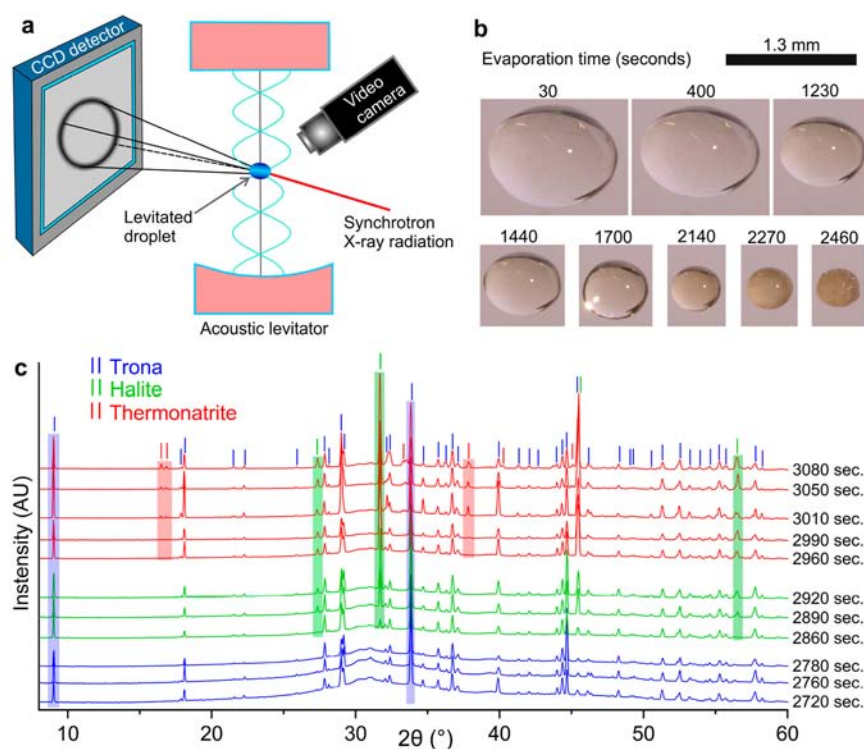 a
CCD detector
Video
camera
Levitated
droplet
Synchrotron
X-ray radiation
Acoustic levitator
b
1.3 mm
Evaporation time (seconds)
30 400 1230
1440 1700 2140 2270 2460
c
Trona
Halite
Thermonatrite
Instensity (AU)
3080 sec.
3050 sec.
3010 sec.
2990 sec.
2960 sec.
2920 sec.
2890 sec.
2860 sec.
2780 sec.
2760 sec.
2720 sec.
10 20 30 40 50 60
2θ (°)